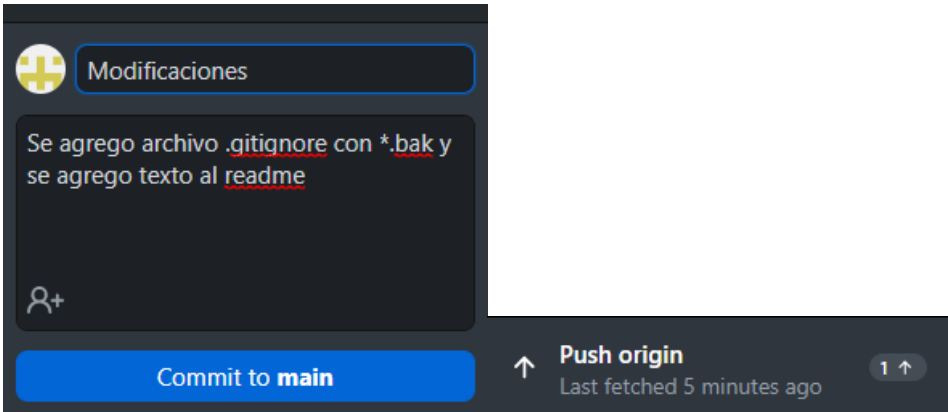 Modificaciones
Se agrego archivo .gitignore con *.bak y
se agrego texto al readme
Commit to main
Push origin
Last fetched 5 minutes ago
1 ↑